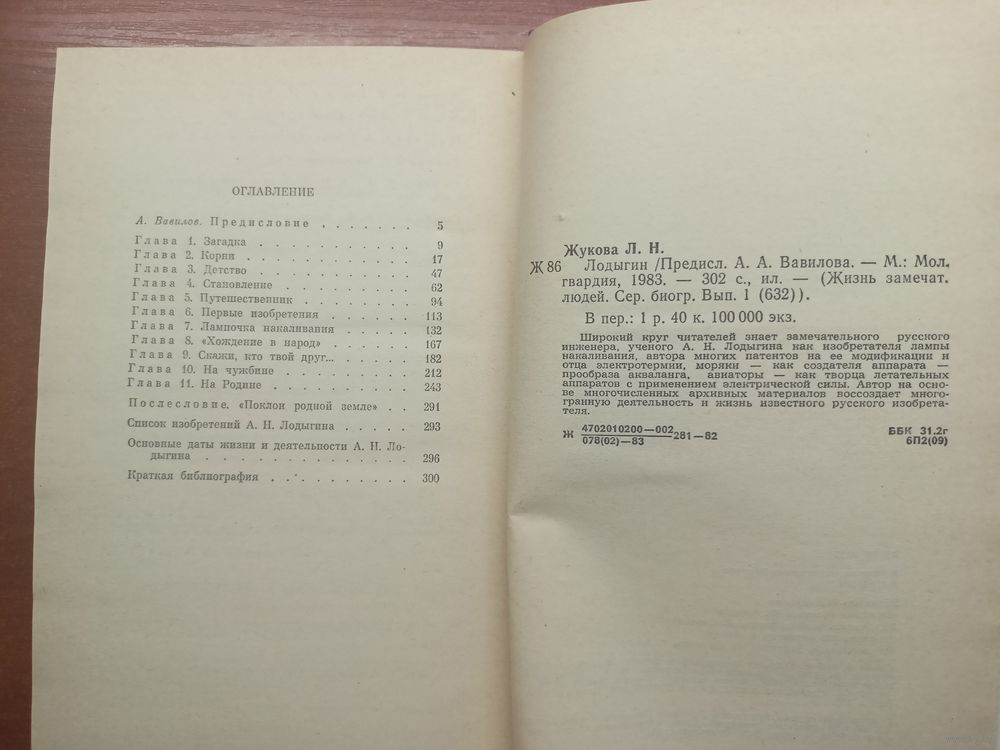 ОГЛАВЛЕНИЕ
А. Вавилов. Предисловие . . . . . . . 5
Глава 1. Загадка . . . . . . . . . . 9
Глава 2. Корни . . . . . . . . . . . 17
Глава 3. Детство . . . . . . . . . . 47
Глава 4. Становление . . . . . . . . 62
Глава 5. Путешественник . . . . . . . 94
Глава 6. Первые изобретения . . . . . 113
Глава 7. Лампочка накаливания . . . . . 132
Глава 8. «Хождение в народ» . . . . . 167
Глава 9. Скажи, кто твой друг... . . . . . 182
Глава 10. На чужбине . . . . . . . . 212
Глава 11. На Родине . . . . . . . . . 243
Послесловие. «Поклон родной земле» . . 291
Список изобретений А. Н. Лодыгина . . . . . 293
Основные даты жизни и деятельности А. Н. Ло-
дыгина . . . . . . . . . . . . . 296
Краткая библиография . . . . . . . . . 300
Жукова Л. Н.
Ж 86 Лодыгин /Предисл. А. А. Вавилова. — М.: Мол.
гвардия, 1983. — 302 с., ил. — (Жизнь замечат.
людей. Сер. биогр. Вып. 1 (632)).
В пер.: 1 р. 40 к. 100 000 экз.
Широкий круг читателей знает замечательного русского
инженера, ученого А. Н. Лодыгина как изобретателя лампы
накаливания, автора многих патентов на ее модификации и
отца электротермии, моряки — как создателя аппарата —
прообраза акваланга, авиаторы — как творца летательных
аппаратов с применением электрической силы. Автор на осно-
ве многочисленных архивных материалов воссоздает много-
гранную деятельность и жизнь известного русского изобрета-
теля.
Ж 4702010200—002 281—82 ББК 31.2г
078(02)—83 6П2(09)